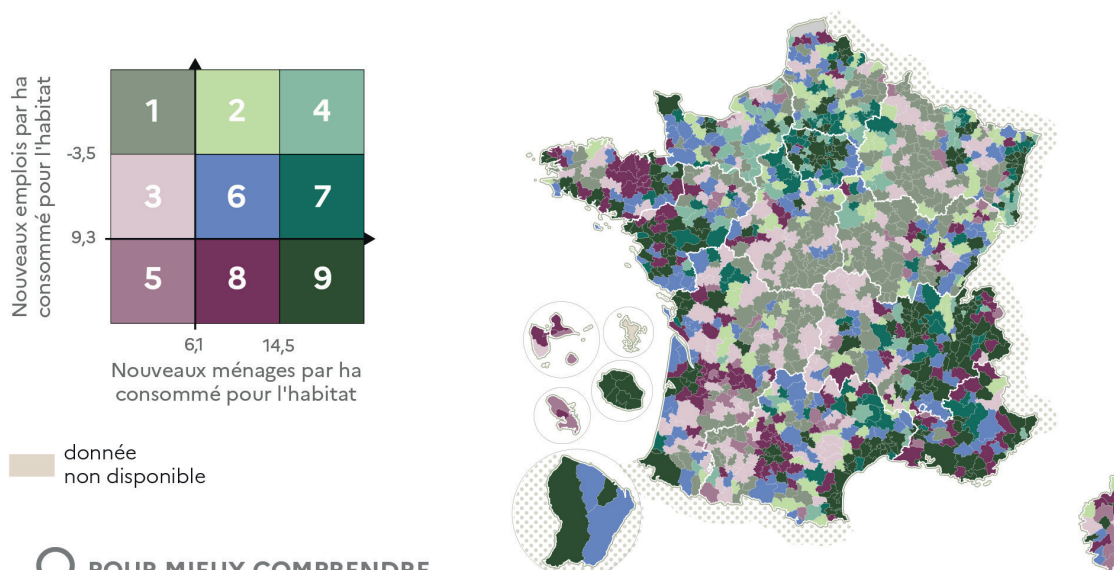 Nouveaux emplois par ha
consommé pour l'habitat
1 2 4
-3,5
3 6 7
9,3
5 8 9
6,1 14,5
Nouveaux ménages par ha
consommé pour l'habitat
donnée
non disponible
POUR MIEUX COMPRENDRE